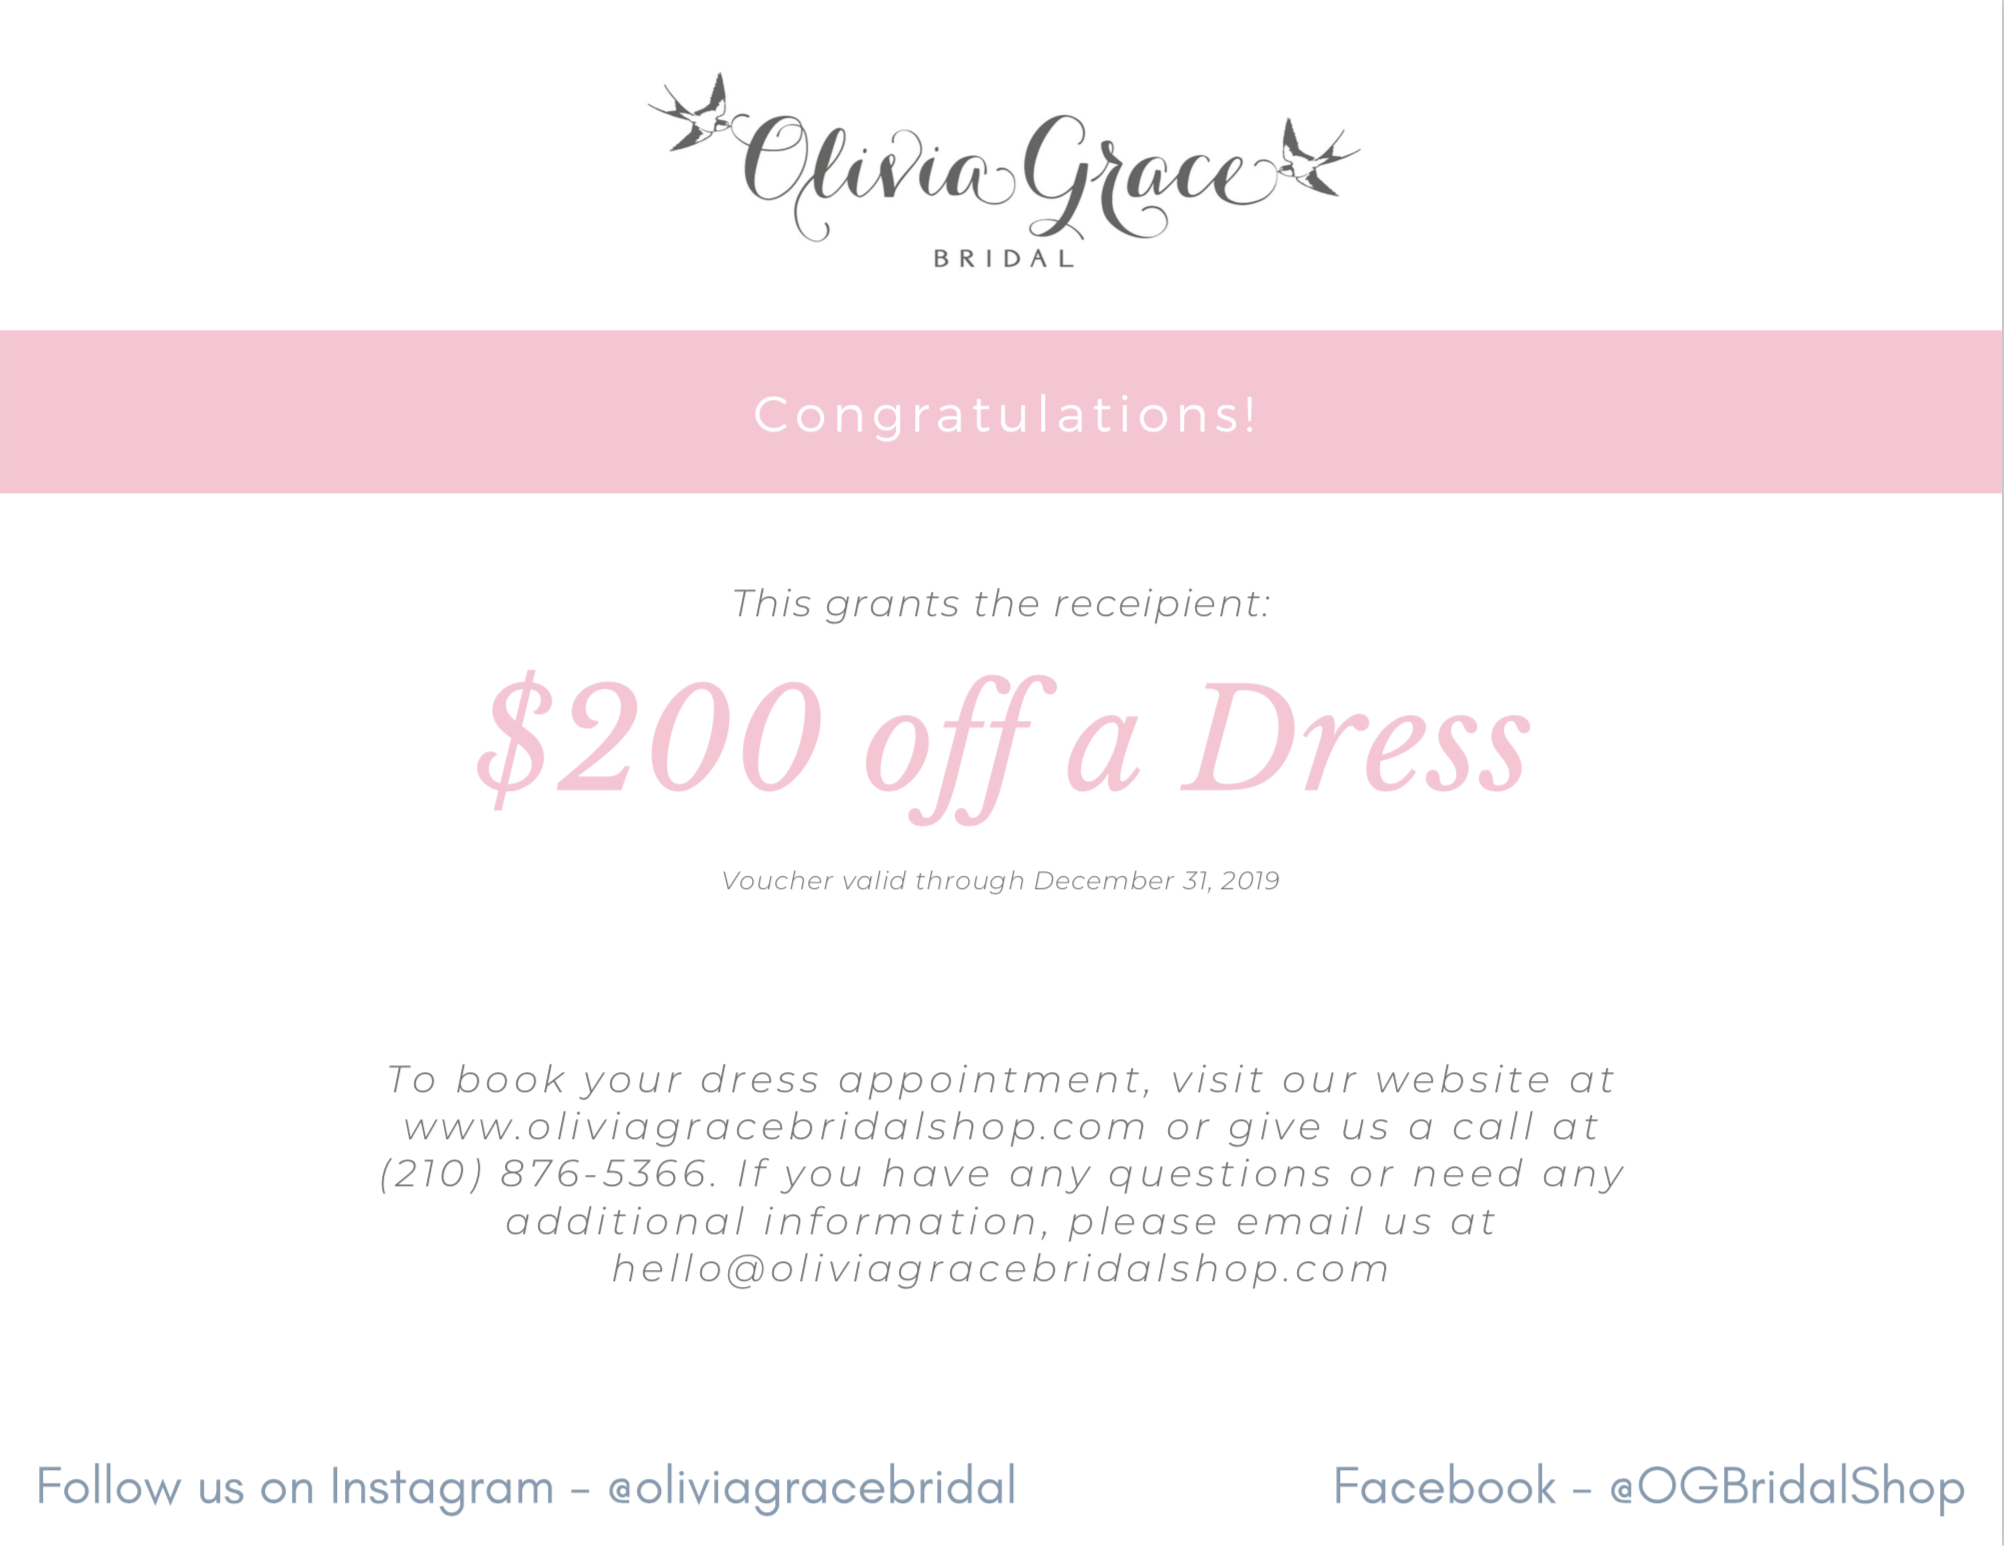 Olivia Grace
BRIDAL
Congratulations!
This grants the receipient:
$200 off a Dress
Voucher valid through December 31, 2019
To book your dress appointment, visit our website at
www.oliviagracebridalshop.com or give us a call at
(210) 876-5366. If you have any questions or need any
additional information, please email us at
hello@oliviagracebridalshop.com
Follow us on Instagram – @oliviagracebridal
Facebook – @OGBridalShop